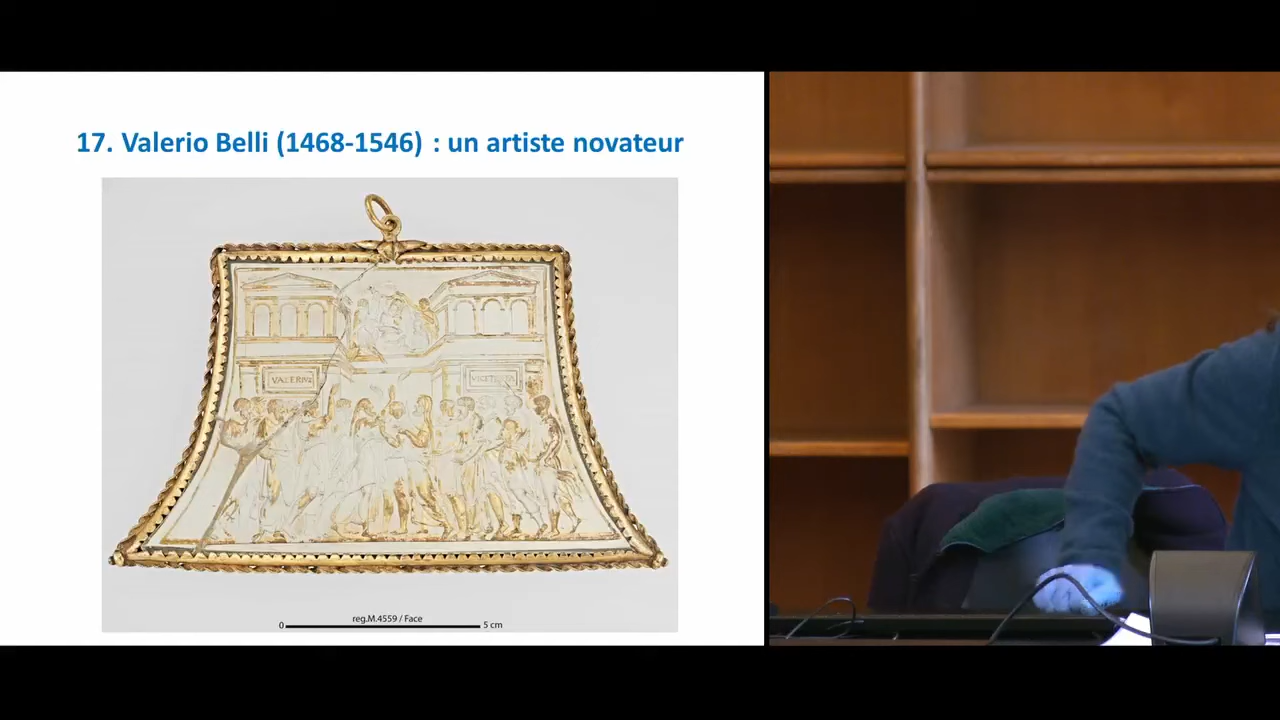 17. Valerio Belli (1468-1546) : un artiste novateur
VALERIVS
reg.M.4559 / Face
0
5 cm